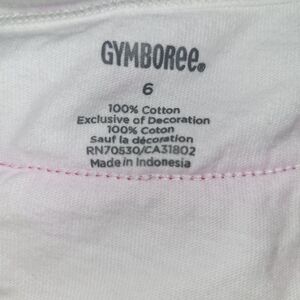 GYMBOREE.
6
100% Cotton
Exclusive of Decoration
100% Coton
Sauf la décoration
RN70530/CA31802
Made in Indonesia